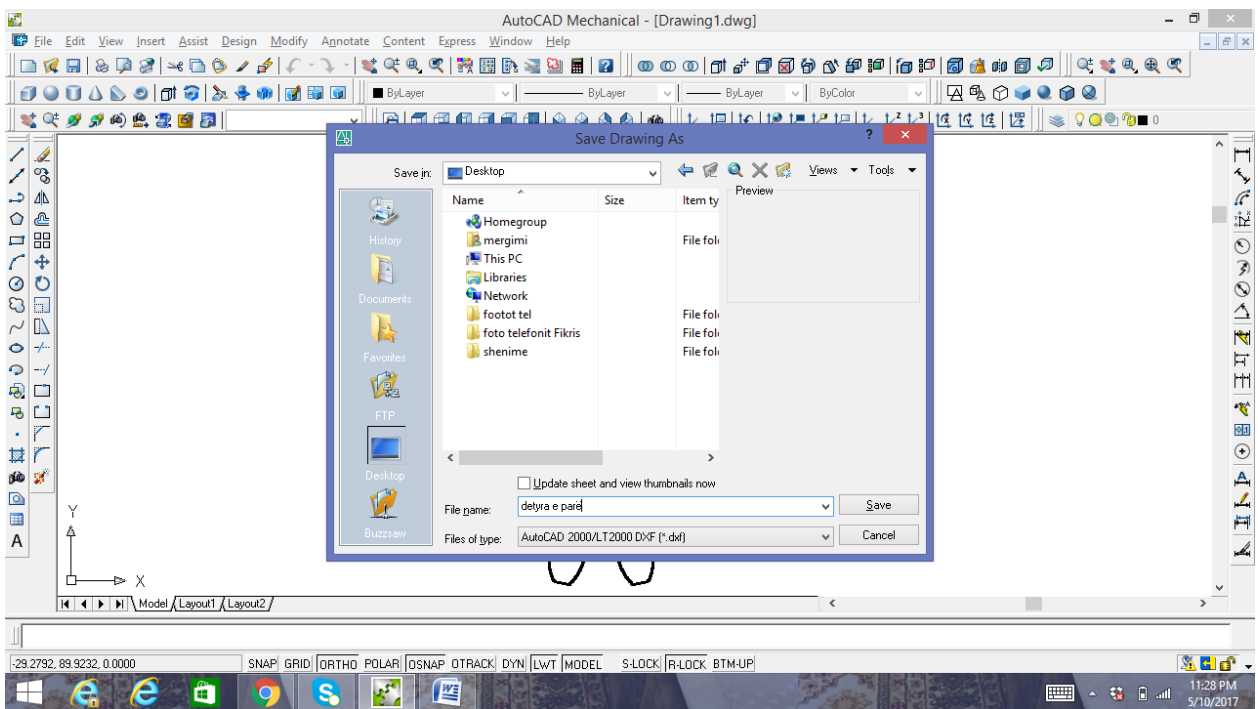 AutoCAD Mechanical - [Drawing1.dwg]
File Edit View Insert Assist Design Modify Annotate Content Express Window Help
ByLayer ByLayer ByLayer ByColor
0
Save Drawing As
Save in: Desktop Views Tools
Name Size Item ty
Preview
Homegroup
mergimi File fol
This PC
Libraries
Network
footot tel File fol
foto telefonit Fikris File fol
shenime File fol
History
Documents
Favorites
FTP
Desktop
Buzzsaw
Update sheet and view thumbnails now
File name: detyra e parë Save
Files of type: AutoCAD 2000/LT2000 DXF (*.dxf) Cancel
A
Y
X
Model Layout1 Layout2
-29.2792, 89.9232, 0.0000 SNAP GRID ORTHO POLAR OSNAP OTRACK DYN LWT MODEL S-LOCK R-LOCK BTM-UP
11:28 PM
5/10/2017